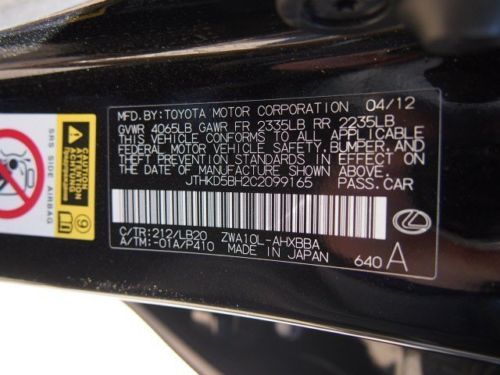 MFD.BY:TOYOTA MOTOR CORPORATION 04/12
GVWR 4065LB GAWR FR 2335LB RR 2235LB
THIS VEHICLE CONFORMS TO ALL APPLICABLE
FEDERAL MOTOR VEHICLE SAFETY, BUMPER, AND
THEFT PREVENTION STANDARDS IN EFFECT ON
THE DATE OF MANUFACTURE SHOWN ABOVE.
JTHKD5BH2C2099165 PASS.CAR
C/TR:212/LB20 ZWA10L-AHXBBA
A/TM:-01A/P410 MADE IN JAPAN
640 A
SRS SIDE AIRBAG
CAUTION
ACHTUNG